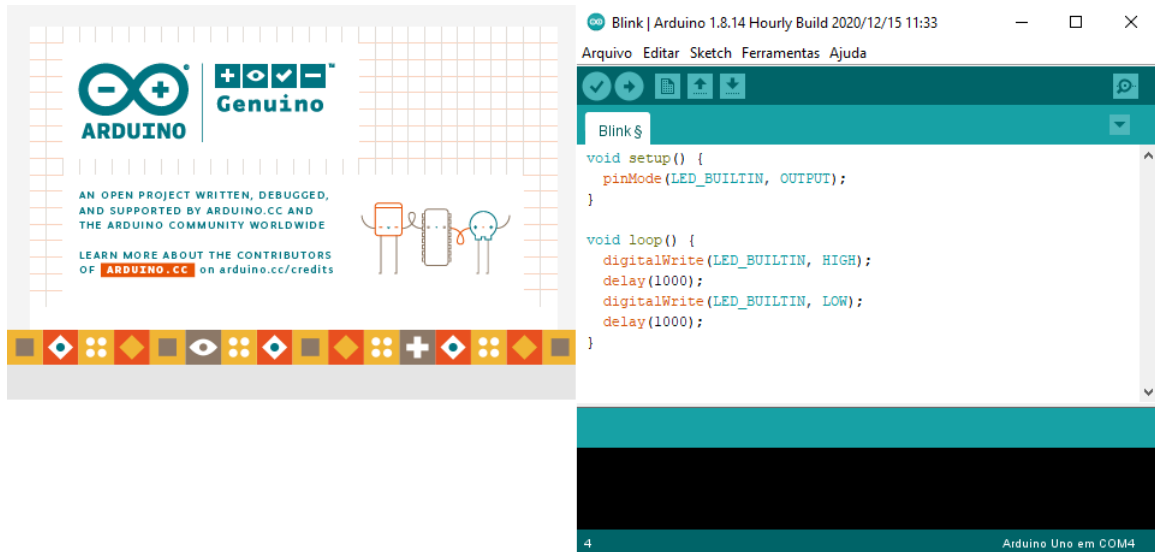 ARDUINO
Genuino
AN OPEN PROJECT WRITTEN, DEBUGGED,
AND SUPPORTED BY ARDUINO.CC AND
THE ARDUINO COMMUNITY WORLDWIDE
LEARN MORE ABOUT THE CONTRIBUTORS
OF ARDUINO.CC on arduino.cc/credits
Blink | Arduino 1.8.14 Hourly Build 2020/12/15 11:33
Arquivo Editar Sketch Ferramentas Ajuda
Blink §
void setup() {
  pinMode(LED_BUILTIN, OUTPUT);
}
void loop() {
  digitalWrite(LED_BUILTIN, HIGH);
  delay(1000);
  digitalWrite(LED_BUILTIN, LOW);
  delay(1000);
}
4 Arduino Uno em COM4